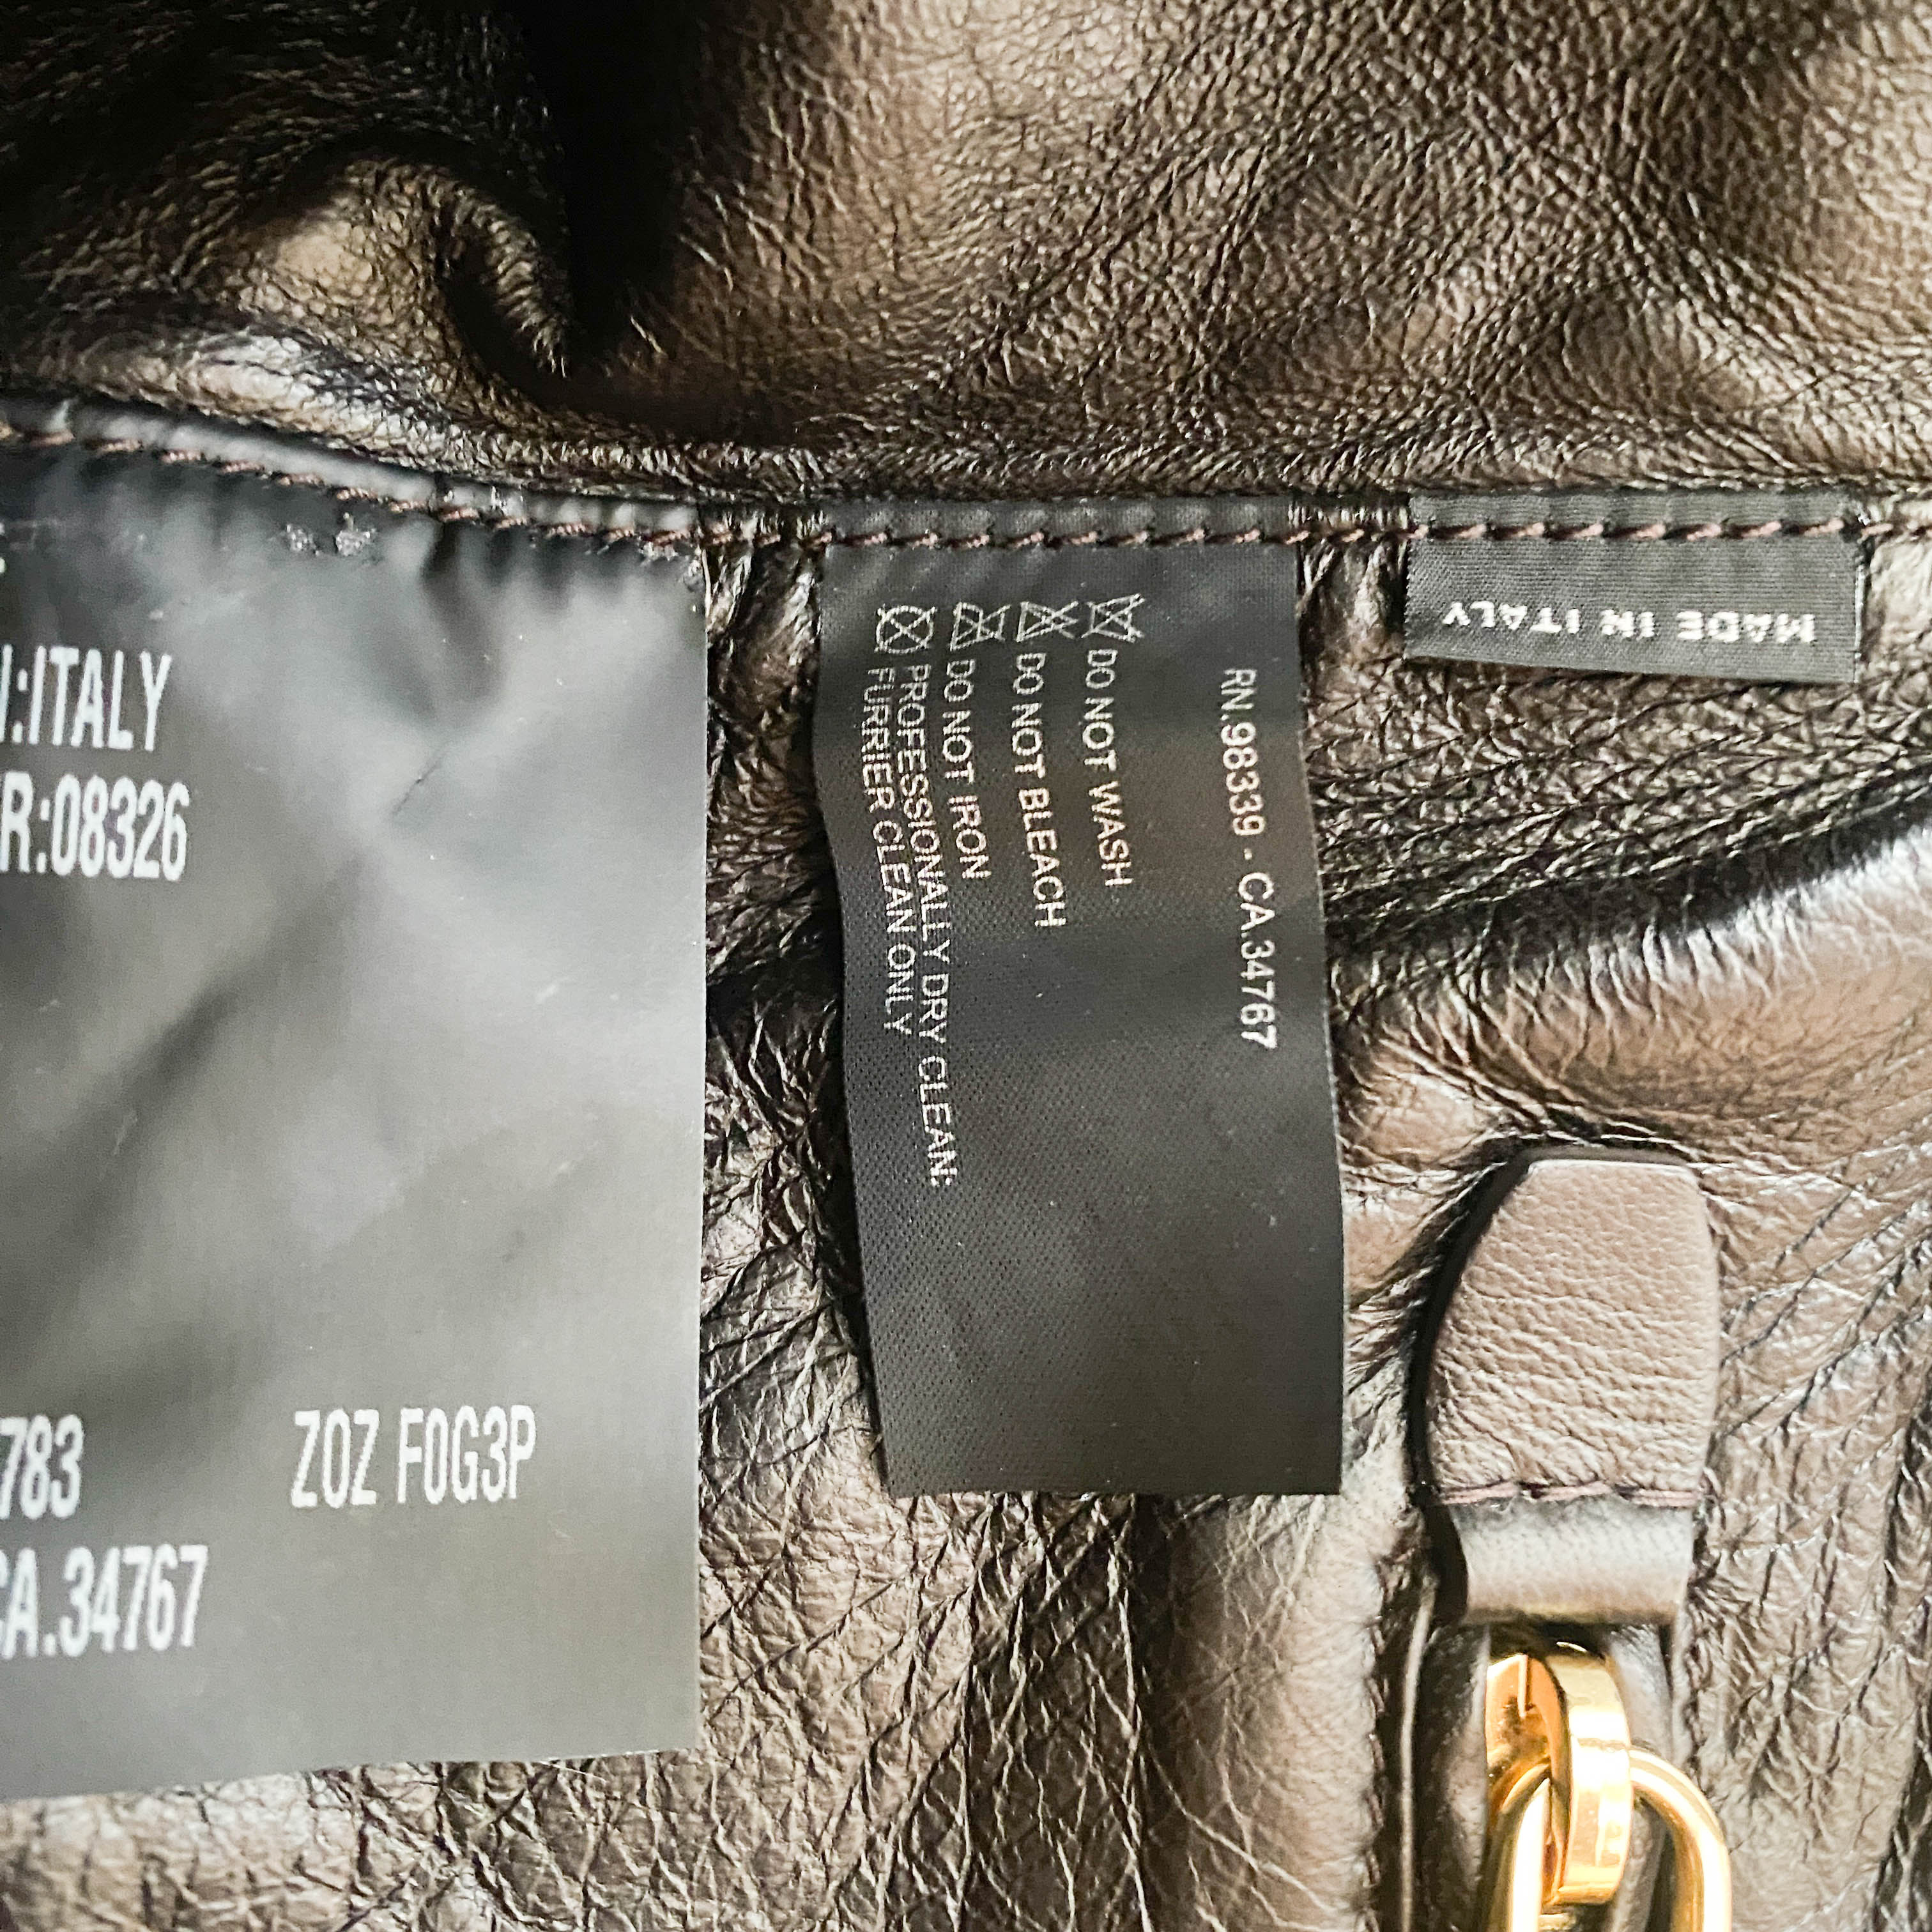 :ITALY
R:08326
783 Z0Z F0G3P
CA.34767
RN.98339 - CA.34767
DO NOT WASH
DO NOT BLEACH
DO NOT IRON
PROFESSIONALLY DRY CLEAN:
FURRIER CLEAN ONLY
MADE IN ITALY